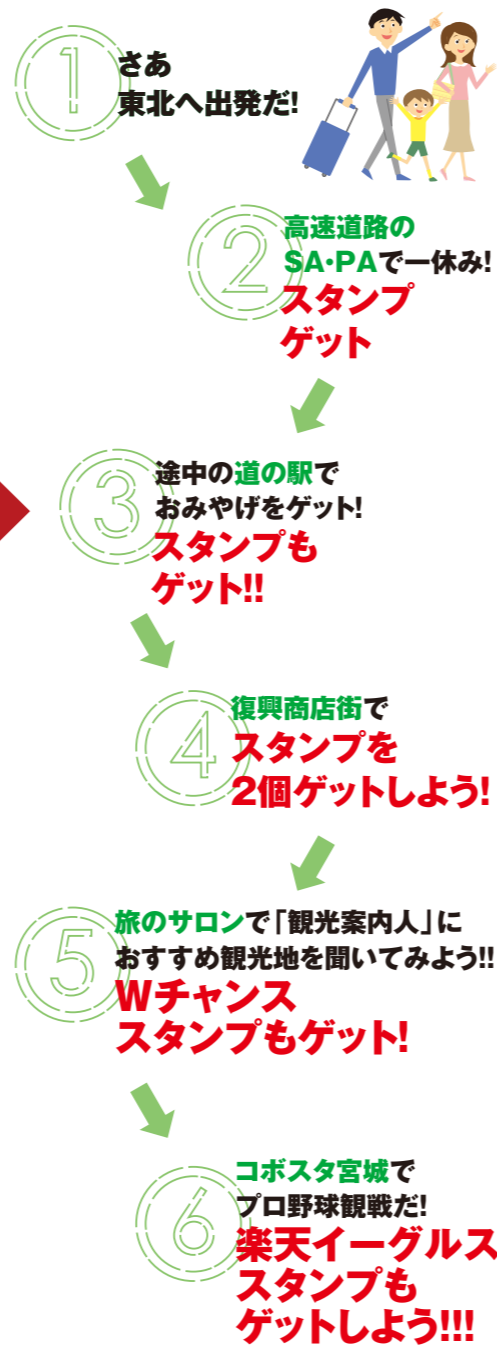 1
さあ
東北へ出発だ!
2
高速道路の
SA・PAで一休み!
スタンプ
ゲット
3
途中の道の駅で
おみやげをゲット!
スタンプも
ゲット!!
4
復興商店街で
スタンプを
2個ゲットしよう!
5
旅のサロンで「観光案内人」に
おすすめ観光地を聞いてみよう!!
Wチャンス
スタンプもゲット!
6
コボスタ宮城で
プロ野球観戦だ!
楽天イーグルス
スタンプも
ゲットしよう!!!